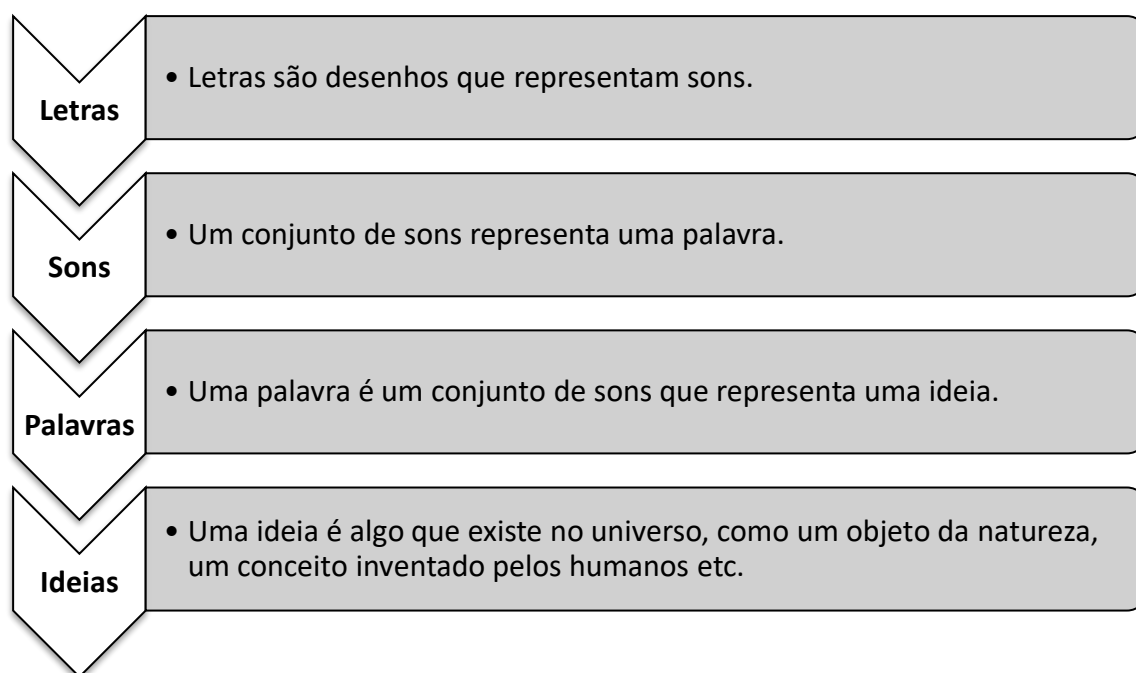 Letras
• Letras são desenhos que representam sons.
Sons
• Um conjunto de sons representa uma palavra.
Palavras
• Uma palavra é um conjunto de sons que representa uma ideia.
Ideias
• Uma ideia é algo que existe no universo, como um objeto da natureza,
um conceito inventado pelos humanos etc.